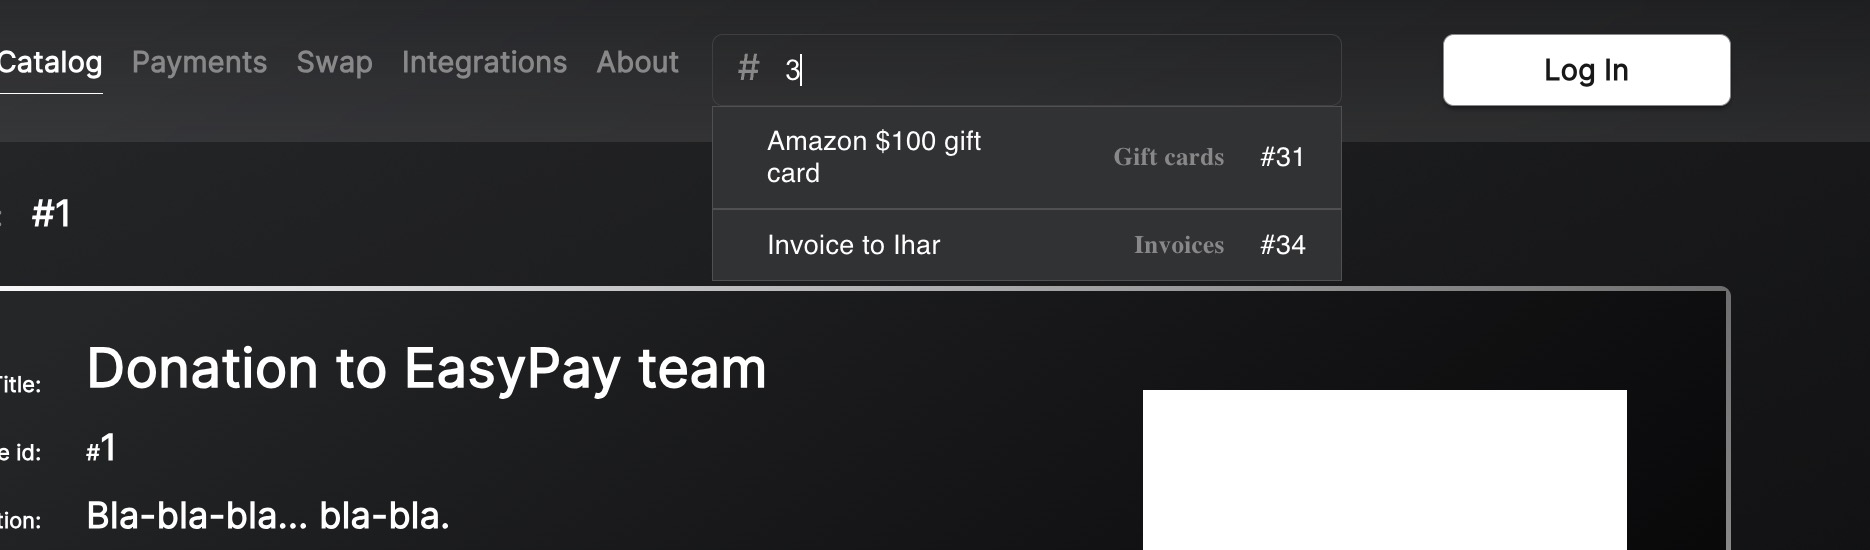 Catalog Payments Swap Integrations About # 3 Log In
Amazon $100 gift
card Gift cards #31
: #1
Invoice to Ihar Invoices #34
Title: Donation to EasyPay team
e id: #1
tion: Bla-bla-bla... bla-bla.